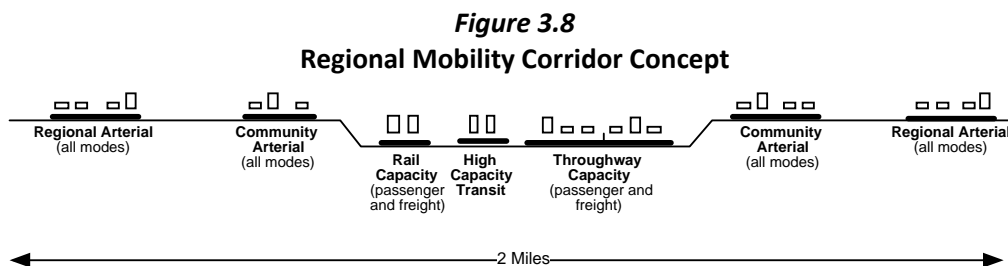 Figure 3.8
Regional Mobility Corridor Concept
Regional Arterial
(all modes)
Community
Arterial
(all modes)
Rail
Capacity
(passenger
and freight)
High
Capacity
Transit
Throughway
Capacity
(passenger and
freight)
Community
Arterial
(all modes)
Regional Arterial
(all modes)
2 Miles